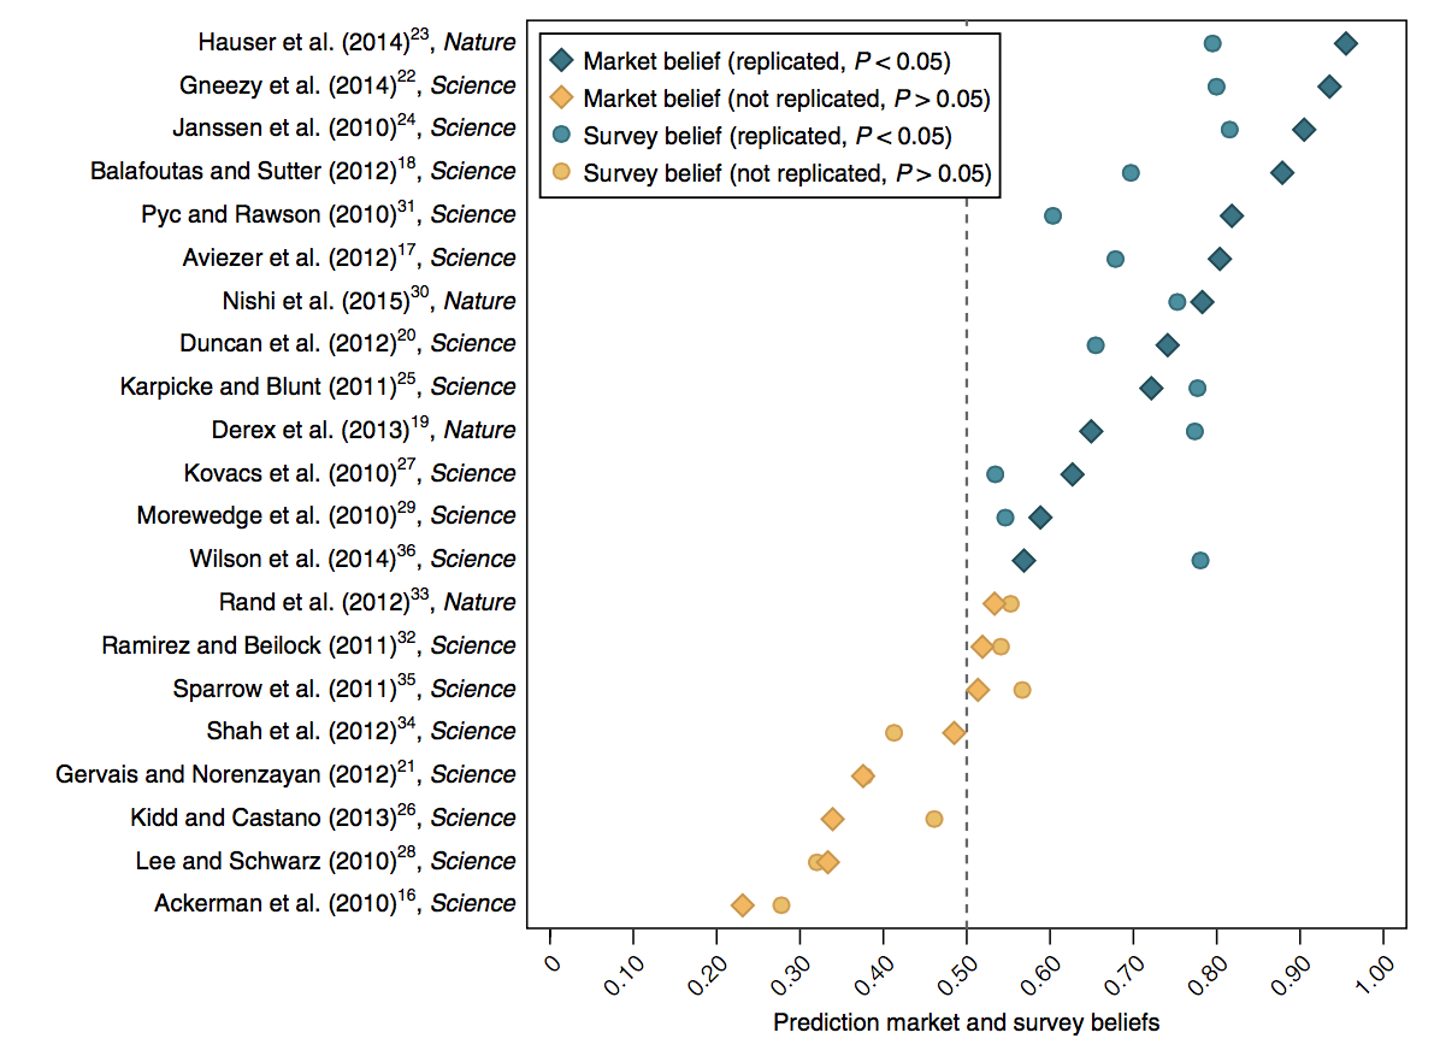 Hauser et al. (2014)23, Nature
Gneezy et al. (2014)22, Science
Janssen et al. (2010)24, Science
Balafoutas and Sutter (2012)18, Science
Pyc and Rawson (2010)31, Science
Aviezer et al. (2012)17, Science
Nishi et al. (2015)30, Nature
Duncan et al. (2012)20, Science
Karpicke and Blunt (2011)25, Science
Derex et al. (2013)19, Nature
Kovacs et al. (2010)27, Science
Morewedge et al. (2010)29, Science
Wilson et al. (2014)36, Science
Rand et al. (2012)33, Nature
Ramirez and Beilock (2011)32, Science
Sparrow et al. (2011)35, Science
Shah et al. (2012)34, Science
Gervais and Norenzayan (2012)21, Science
Kidd and Castano (2013)26, Science
Lee and Schwarz (2010)28, Science
Ackerman et al. (2010)16, Science
Market belief (replicated, P < 0.05)
Market belief (not replicated, P > 0.05)
Survey belief (replicated, P < 0.05)
Survey belief (not replicated, P > 0.05)
0 0.10 0.20 0.30 0.40 0.50 0.60 0.70 0.80 0.90 1.00
Prediction market and survey beliefs